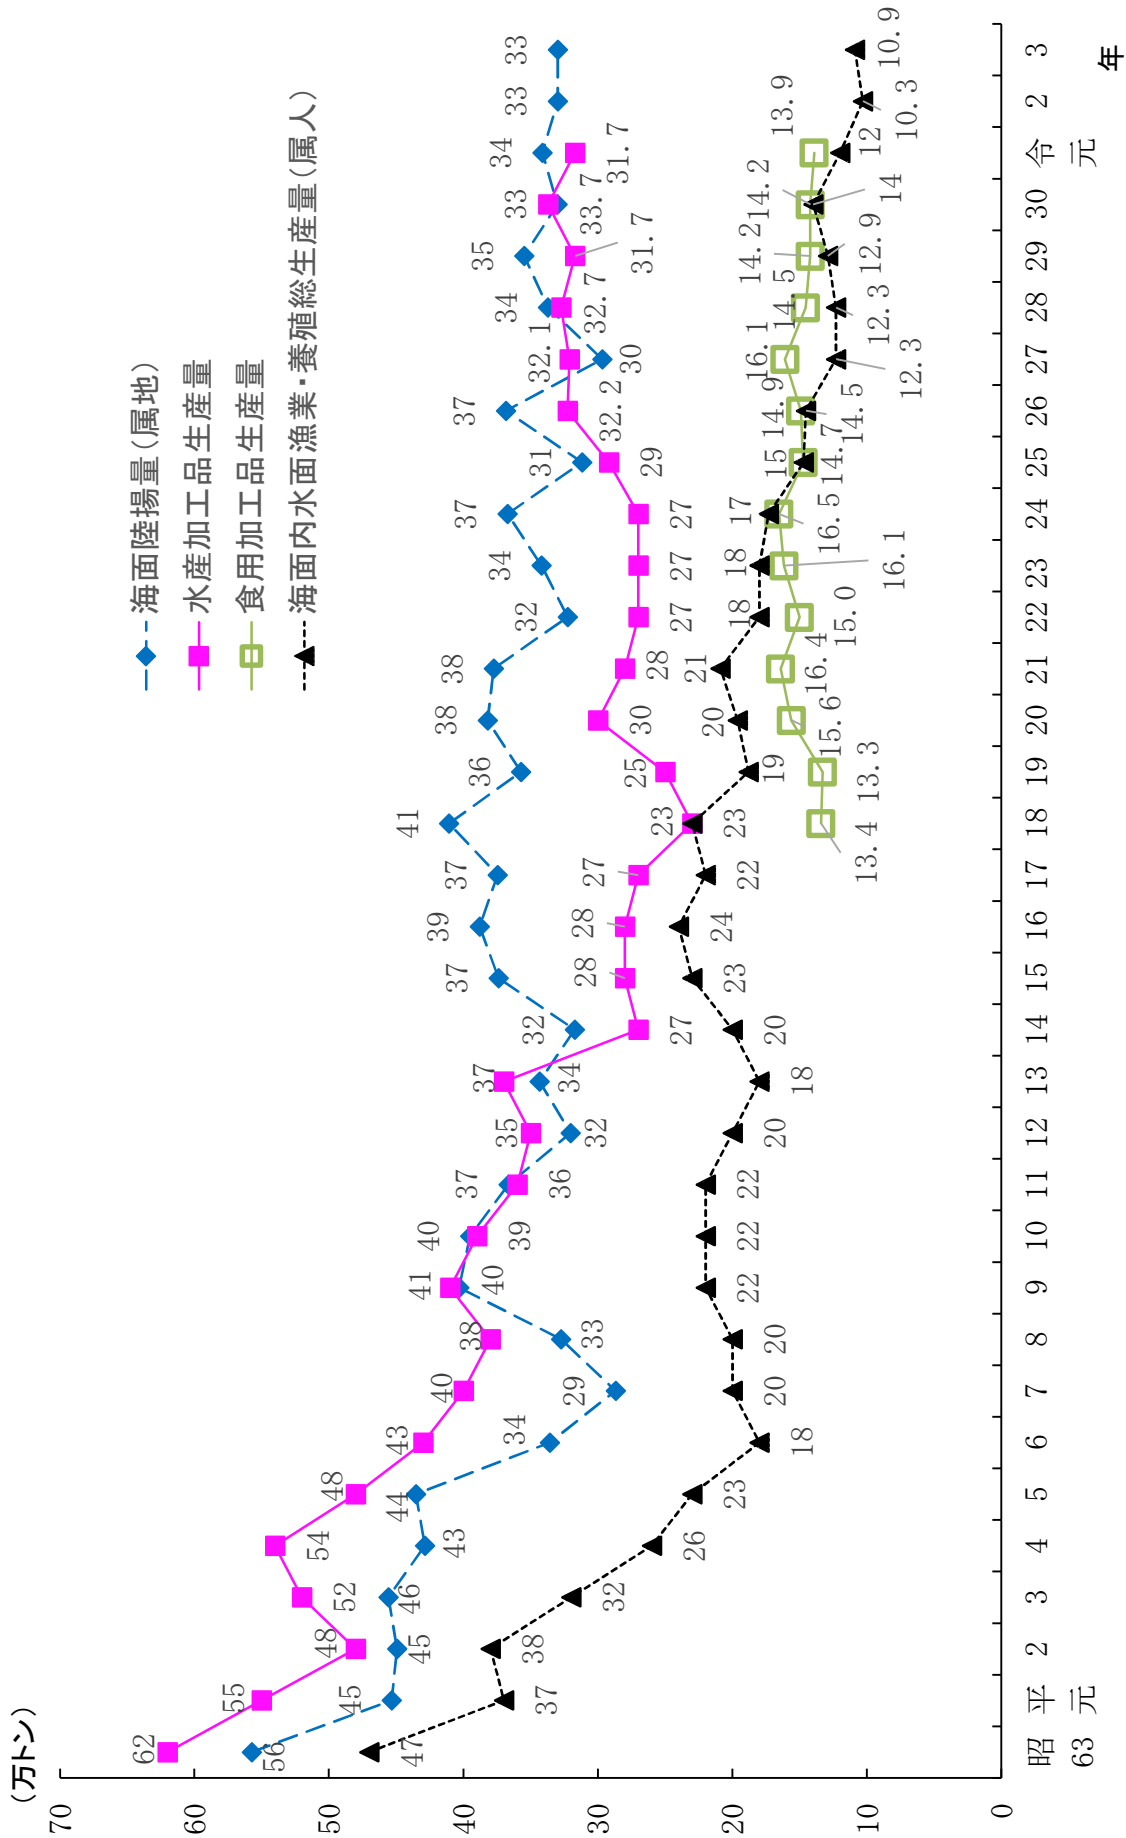 (万トン)
70
60
50
40
30
20
10
0
海面陸揚量(属地)
水産加工品生産量
食用加工品生産量
海面内水面漁業・養殖総生産量(属人)
56 45 45 46 43 44 34 29 33 40 40 37 32 34 32 37 39 37 41 36 38 38 32 34 37 31 37 30 34 35 33 34 33 33
62 55 48 52 54 48 43 40 38 41 39 36 35 37 27 28 28 27 23 25 30 28 27 27 27 29 32.2 32.1 32.7 31.7 33.7 31.7
13.4 13.3 15.6 16.4 15.0 16.1 16.5 14.7 14.9 16.1 14.5 14.2 14.2 13.9
47 37 38 32 26 23 18 20 20 22 22 22 20 18 20 23 24 22 23 19 20 21 18 18 17 15 14.5 12.3 12.3 12.9 14 12 10.3 10.9
昭 平 2 3 4 5 6 7 8 9 10 11 12 13 14 15 16 17 18 19 20 21 22 23 24 25 26 27 28 29 30 令 2 3
63 元 元
年